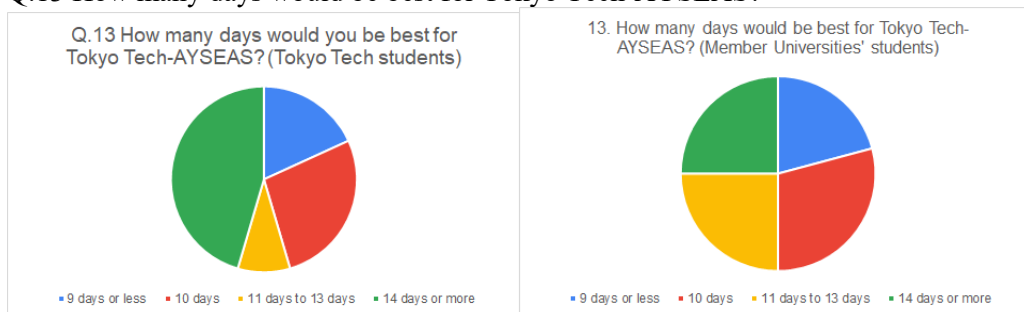 Q.13 How many days would you be best for
Tokyo Tech-AYSEAS? (Tokyo Tech students)
9 days or less 10 days 11 days to 13 days 14 days or more
13. How many days would be best for Tokyo Tech-
AYSEAS? (Member Universities' students)
9 days or less 10 days 11 days to 13 days 14 days or more